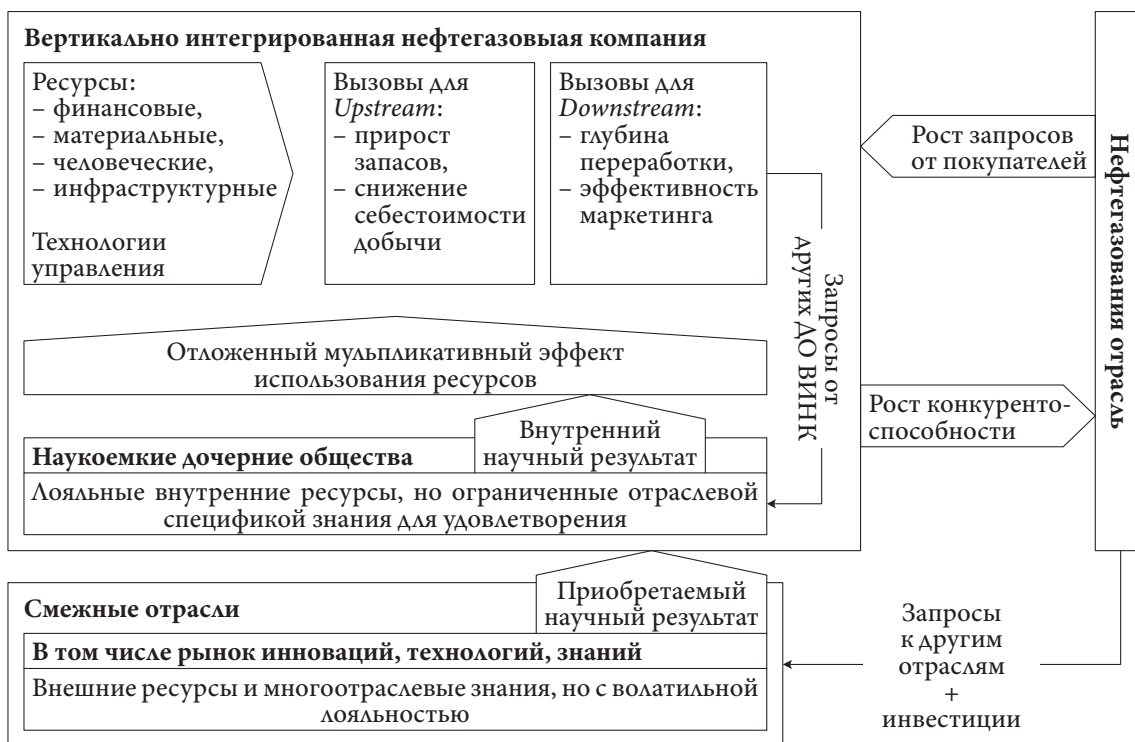 Вертикально интегрированная нефтегазовыая компания
Ресурсы:
– финансовые,
– материальные,
– человеческие,
– инфраструктурные
Технологии
управления
Вызовы для
Upstream:
– прирост
запасов,
– снижение
себестоимости
добычи
Вызовы для
Downstream:
– глубина
переработки,
– эффективность
маркетинга
Запросы от
других ДО ВИНК
Рост запросов
от покупателей
Нефтегазования отрасль
Отложенный мульпликативный эффект
использования ресурсов
Рост конкуренто-
способности
Внутренний
научный результат
Наукоемкие дочерние общества
Лояльные внутренние ресурсы, но ограниченные отраслевой
спецификой знания для удовлетворения
Приобретаемый
научный результат
Смежные отрасли
В том числе рынок инноваций, технологий, знаний
Внешние ресурсы и многоотраслевые знания, но с волатильной
лояльностью
Запросы
к другим
отраслям
+
инвестиции